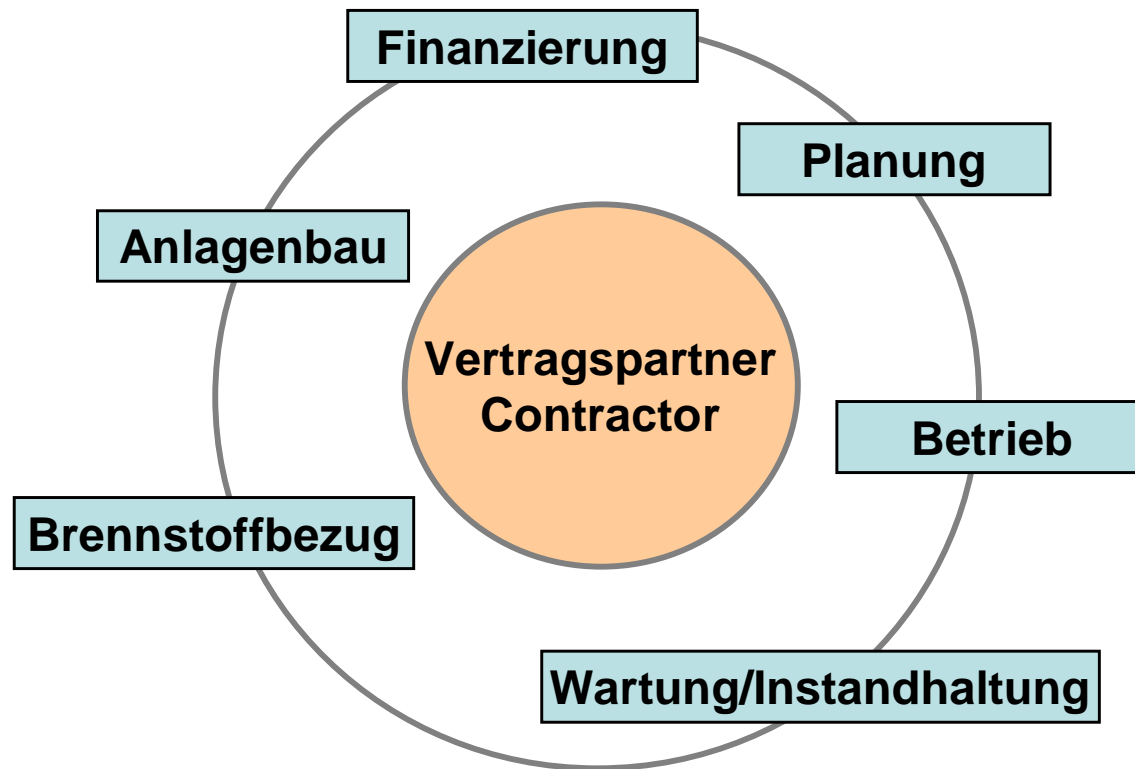 Finanzierung
Planung
Anlagenbau
Vertragspartner
Contractor
Betrieb
Brennstoffbezug
Wartung/Instandhaltung